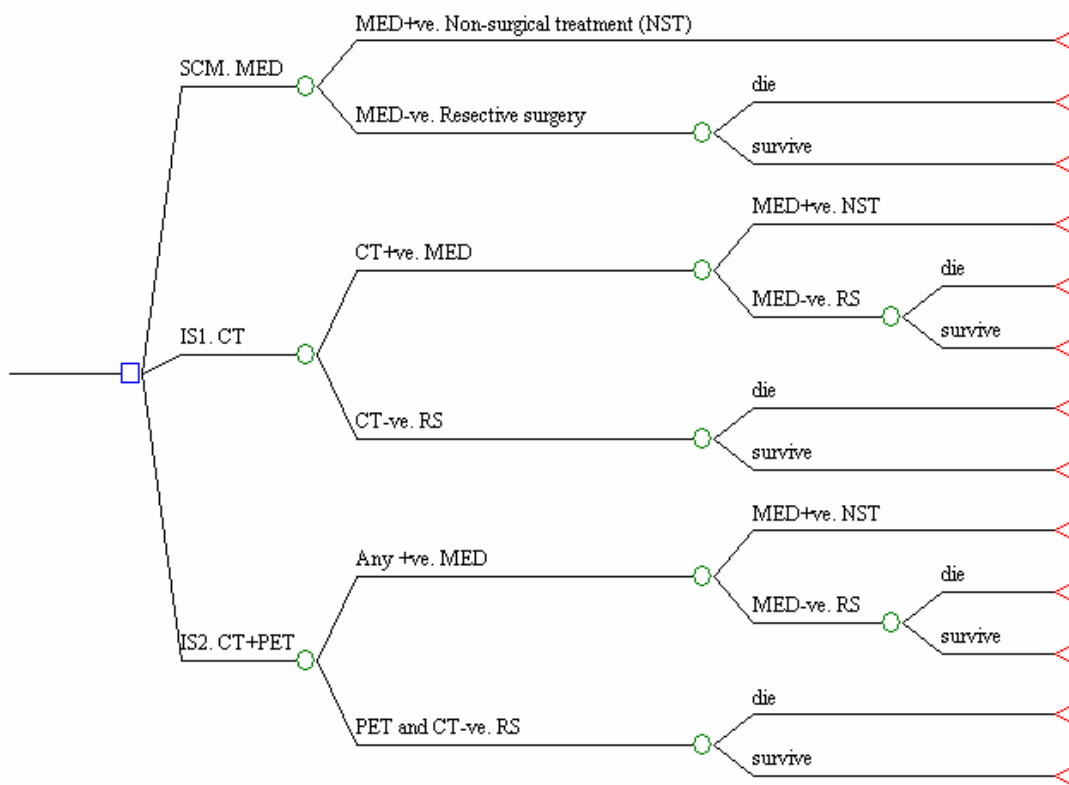 MED+ve. Non-surgical treatment (NST)
SCM. MED
die
MED-ve. Resective surgery
survive
MED+ve. NST
CT+ve. MED
die
MED-ve. RS
survive
IS1. CT
die
CT-ve. RS
survive
MED+ve. NST
Any +ve. MED
die
MED-ve. RS
survive
IS2. CT+PET
die
PET and CT-ve. RS
survive